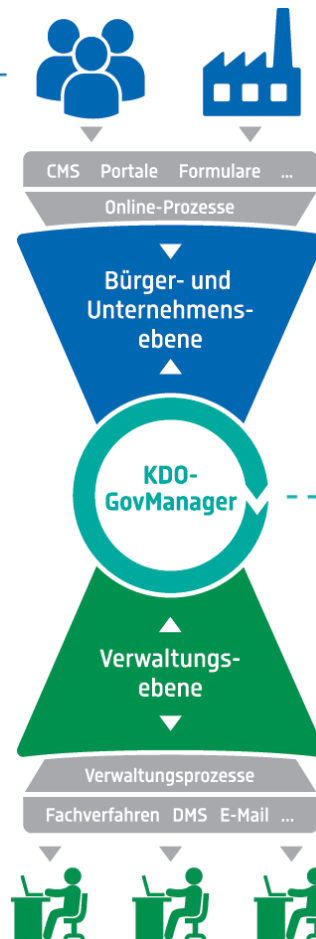 CMS Portale Formulare ...
Online-Prozesse
Bürger- und
Unternehmens-
ebene
KDO-
GovManager
Verwaltungs-
ebene
Verwaltungsprozesse
Fachverfahren DMS E-Mail ...